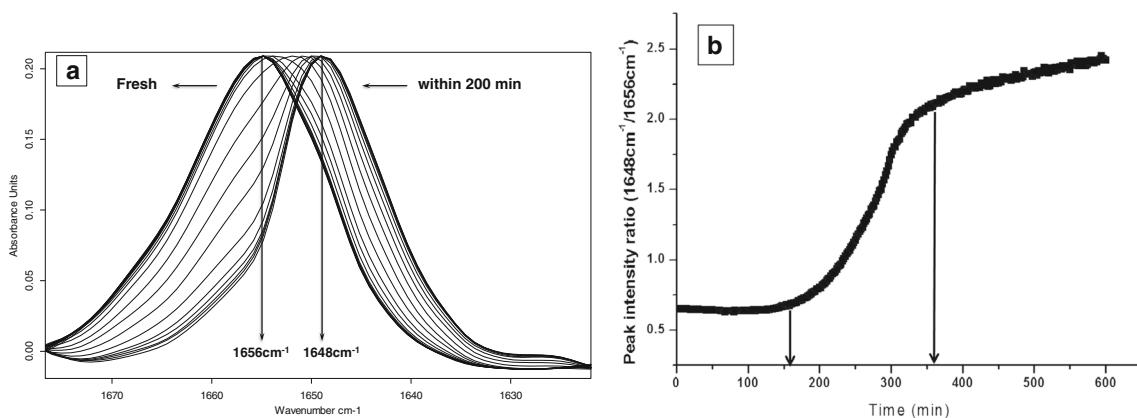 a
Fresh
within 200 min
0.20
0.15
0.10
0.05
0.00
Absorbance Units
1656cm-1
1648cm-1
1670
1660
1650
1640
1630
Wavenumber cm-1
b
Peak intensity ratio (1648cm-1/1656cm-1)
2.5
2.0
1.5
1.0
0.5
0
100
200
300
400
500
600
Time (min)